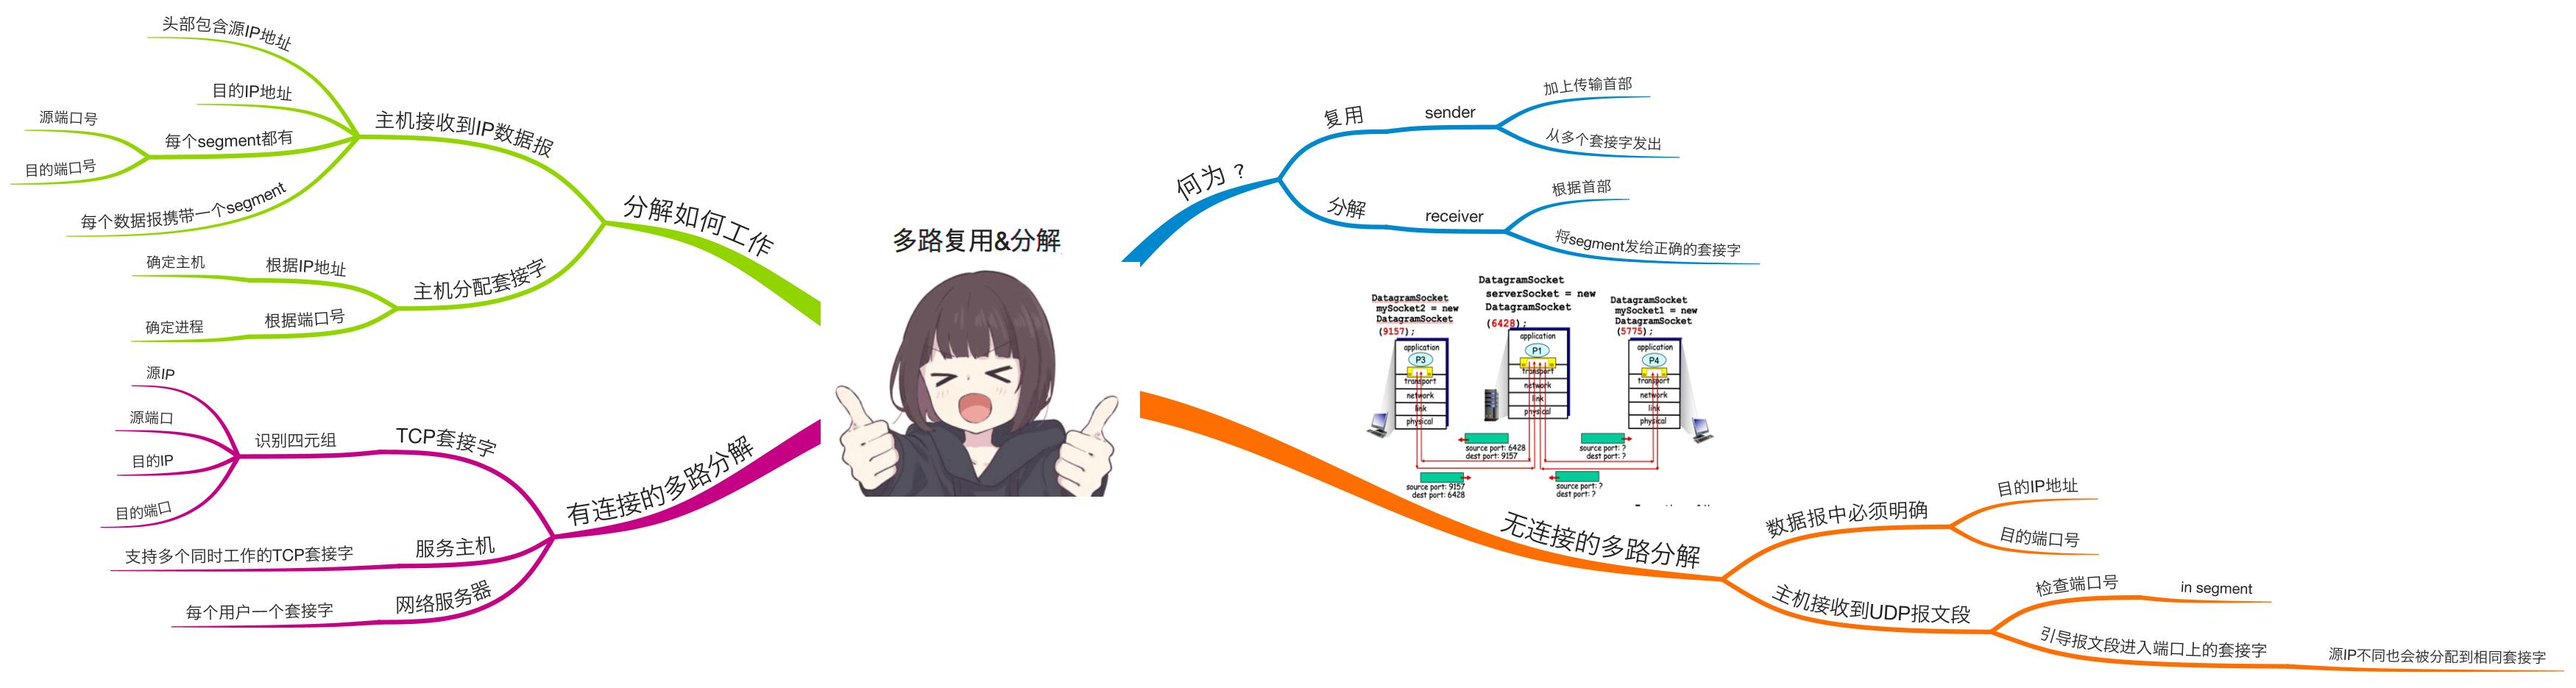 多路复用&分解
何为？
复用
sender
加上传输首部
从多个套接字发出
分解
receiver
根据首部
将segment发给正确的套接字
DatagramSocket
mySocket2 = new
DatagramSocket
(9157);
DatagramSocket
serverSocket = new
DatagramSocket
(6428);
DatagramSocket
mySocket1 = new
DatagramSocket
(5775);
application
P3
transport
network
link
physical
application
P1
transport
network
link
physical
application
P4
transport
network
link
physical
source port: 6428
dest port: 9157
source port: ?
dest port: ?
source port: 9157
dest port: 6428
source port: ?
dest port: ?
无连接的多路分解
数据报中必须明确
目的IP地址
目的端口号
主机接收到UDP报文段
检查端口号
in segment
引导报文段进入端口上的套接字
源IP不同也会被分配到相同套接字
分解如何工作
主机接收到IP数据报
头部包含源IP地址
目的IP地址
每个segment都有
源端口号
目的端口号
每个数据报携带一个segment
主机分配套接字
根据IP地址
确定主机
根据端口号
确定进程
有连接的多路分解
TCP套接字
识别四元组
源IP
源端口
目的IP
目的端口
服务主机
支持多个同时工作的TCP套接字
网络服务器
每个用户一个套接字